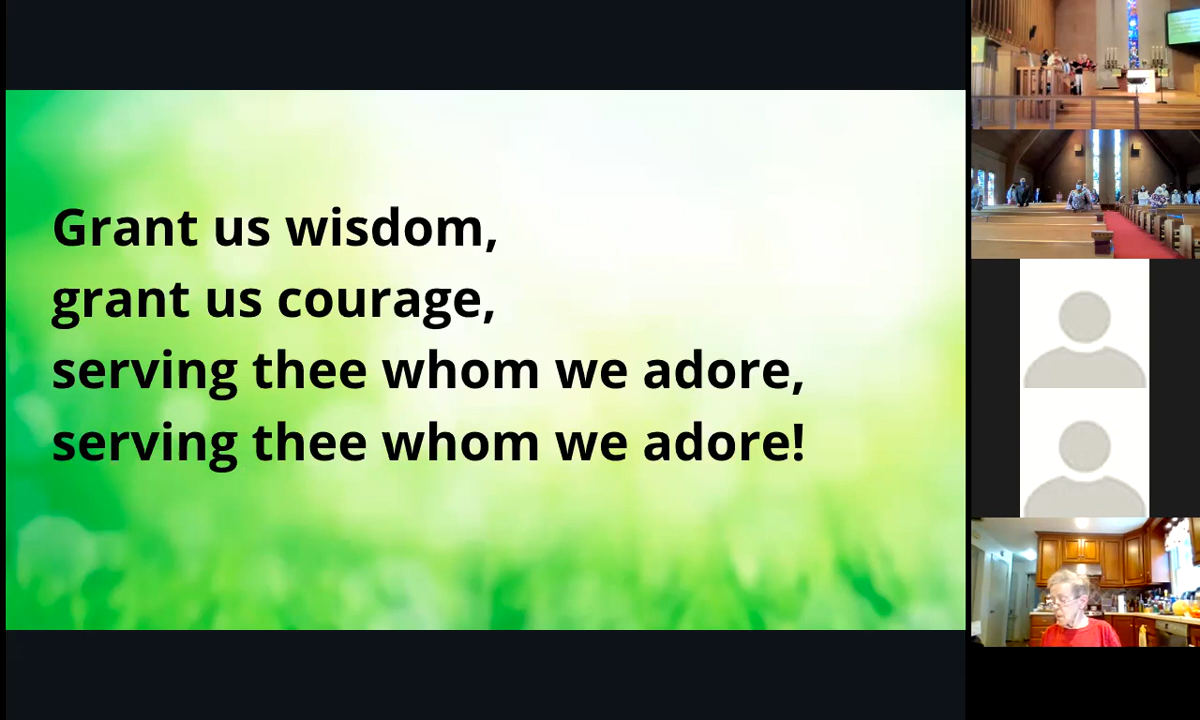 Grant us wisdom,
grant us courage,
serving thee whom we adore,
serving thee whom we adore!